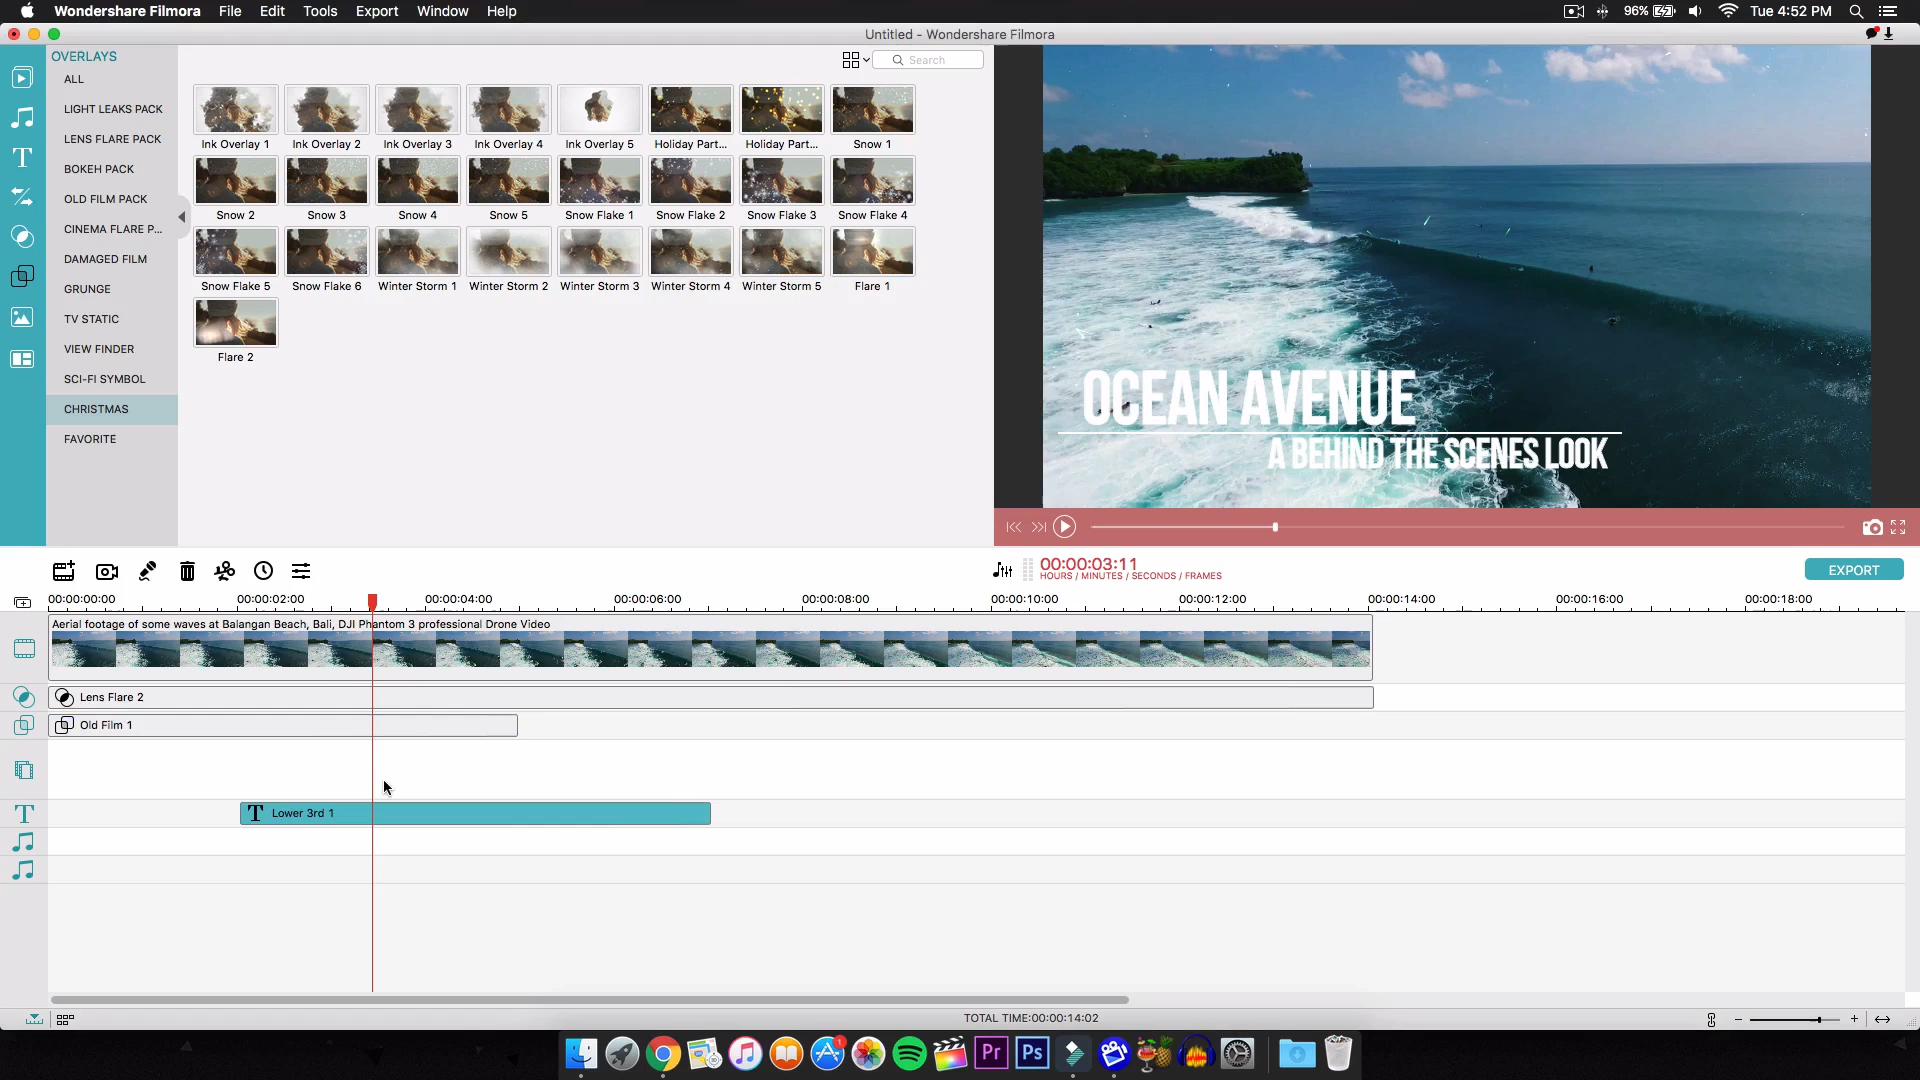 Wondershare Filmora File Edit Tools Export Window Help
96% Tue 4:52 PM
Untitled - Wondershare Filmora
OVERLAYS
ALL
LIGHT LEAKS PACK
LENS FLARE PACK
BOKEH PACK
OLD FILM PACK
CINEMA FLARE P...
DAMAGED FILM
GRUNGE
TV STATIC
VIEW FINDER
SCI-FI SYMBOL
CHRISTMAS
FAVORITE
Search
Ink Overlay 1 Ink Overlay 2 Ink Overlay 3 Ink Overlay 4 Ink Overlay 5 Holiday Part... Holiday Part... Snow 1
Snow 2 Snow 3 Snow 4 Snow 5 Snow Flake 1 Snow Flake 2 Snow Flake 3 Snow Flake 4
Snow Flake 5 Snow Flake 6 Winter Storm 1 Winter Storm 2 Winter Storm 3 Winter Storm 4 Winter Storm 5 Flare 1
Flare 2
OCEAN AVENUE
A BEHIND THE SCENES LOOK
00:00:03:11
HOURS / MINUTES / SECONDS / FRAMES
EXPORT
00:00:00:00 00:00:02:00 00:00:04:00 00:00:06:00 00:00:08:00 00:00:10:00 00:00:12:00 00:00:14:00 00:00:16:00 00:00:18:00
Aerial footage of some waves at Balangan Beach, Bali, DJI Phantom 3 professional Drone Video
Lens Flare 2
Old Film 1
T Lower 3rd 1
TOTAL TIME:00:00:14:02
1
Pr Ps